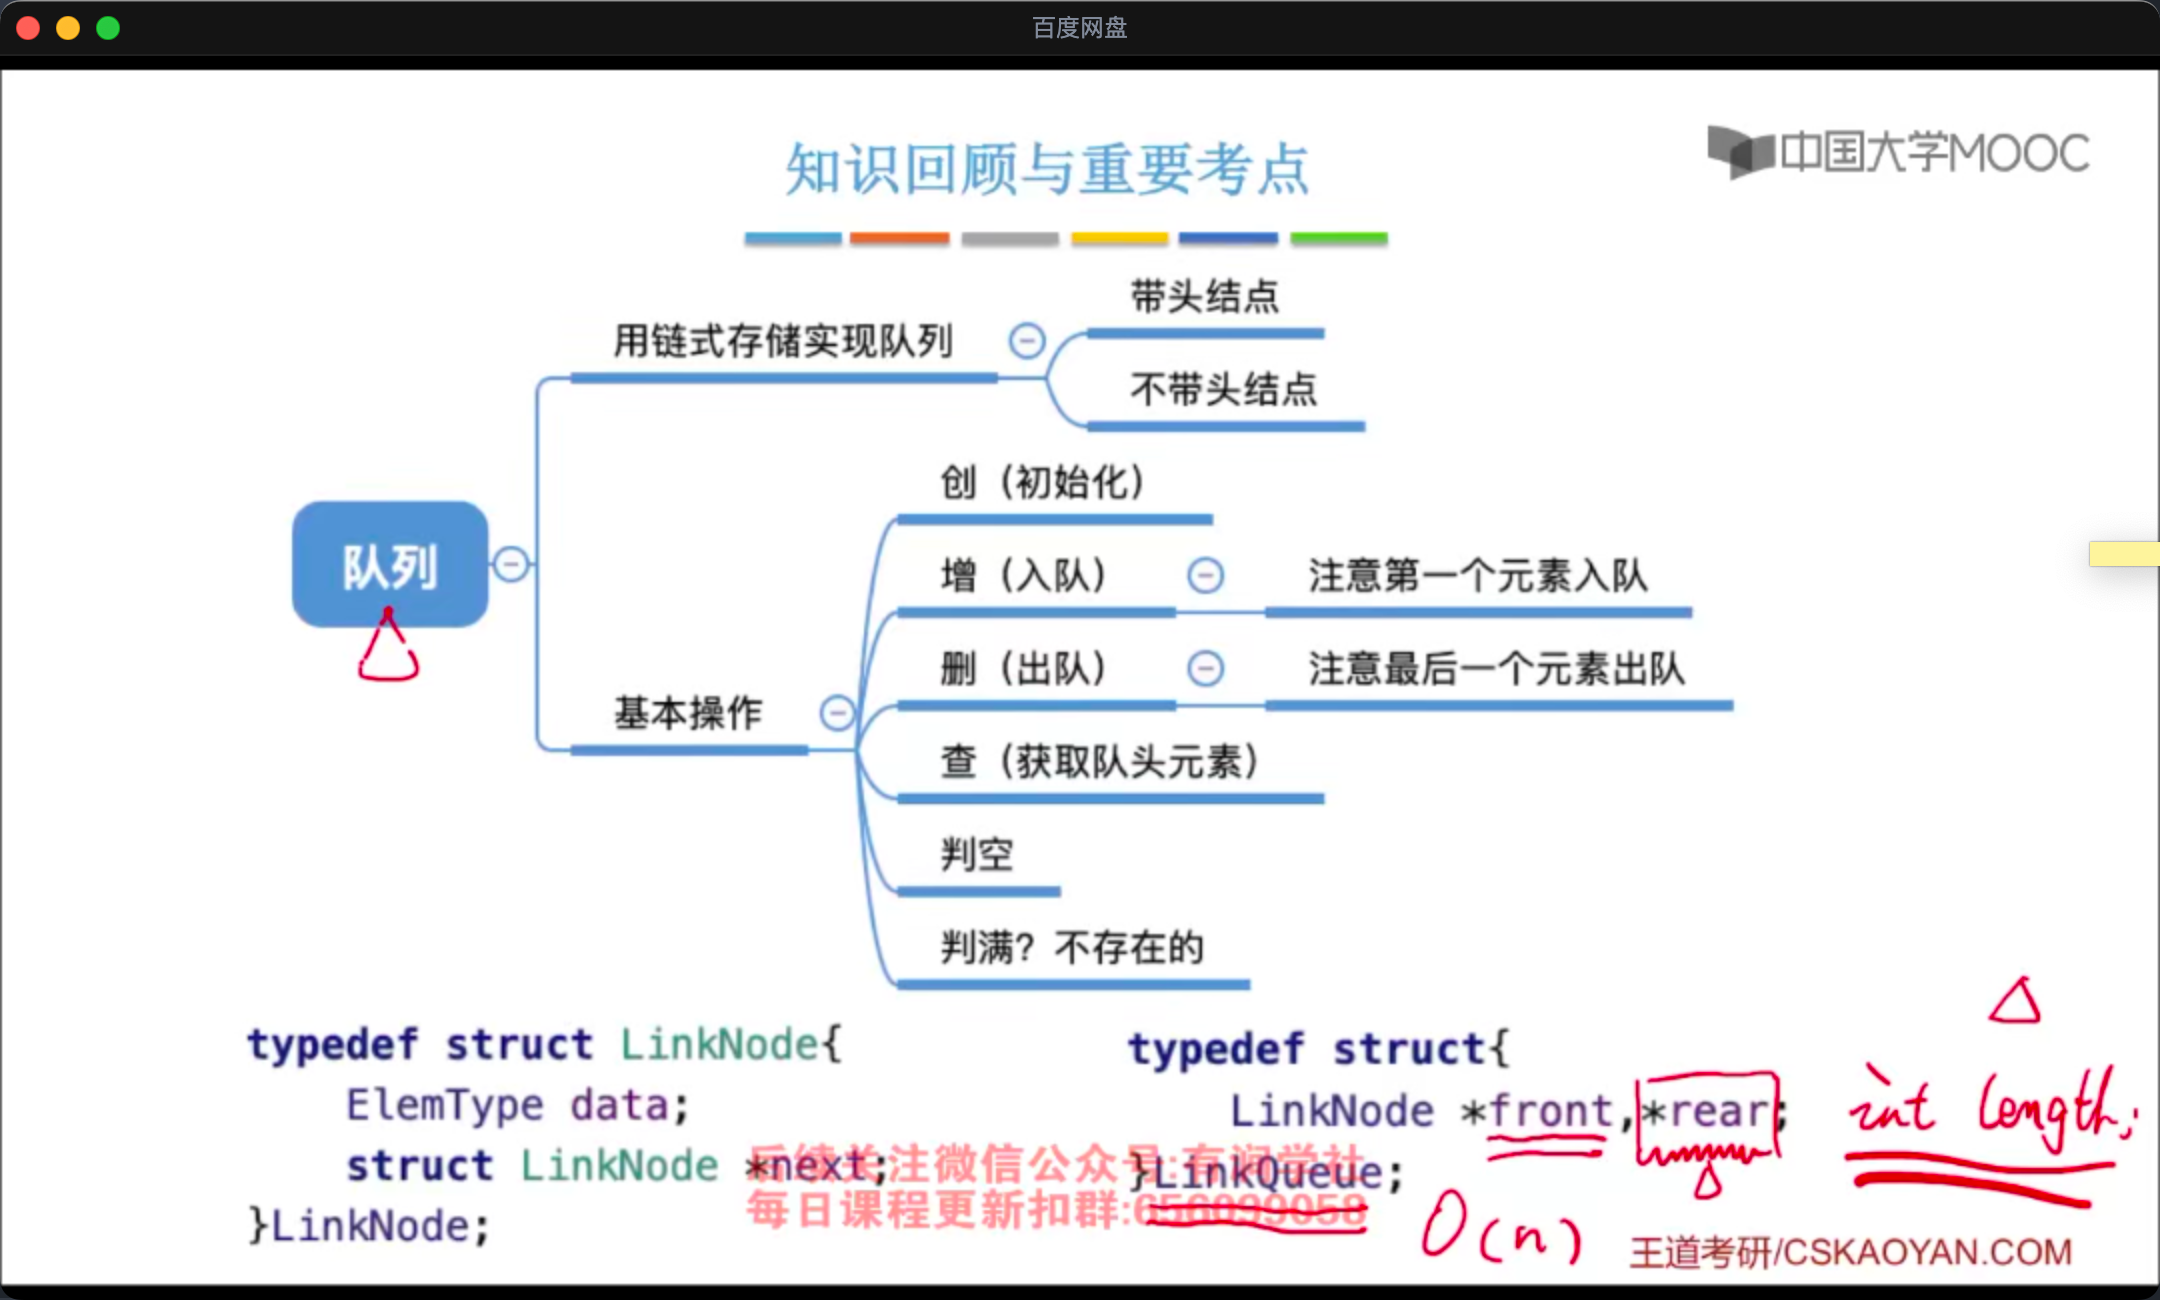 百度网盘
中国大学MOOC
知识回顾与重要考点
用链式存储实现队列
带头结点
不带头结点
队列
基本操作
创（初始化）
增（入队）
注意第一个元素入队
删（出队）
注意最后一个元素出队
查（获取队头元素）
判空
判满？不存在的
typedef struct LinkNode{
ElemType data;
struct LinkNode *next;
}LinkNode;
typedef struct{
LinkNode *front,*rear;
}LinkQueue;
int length;
O(n)
后续关注微信公众号:有润学社
每日课程更新扣群:656099058
王道考研/CSKAOYAN.COM